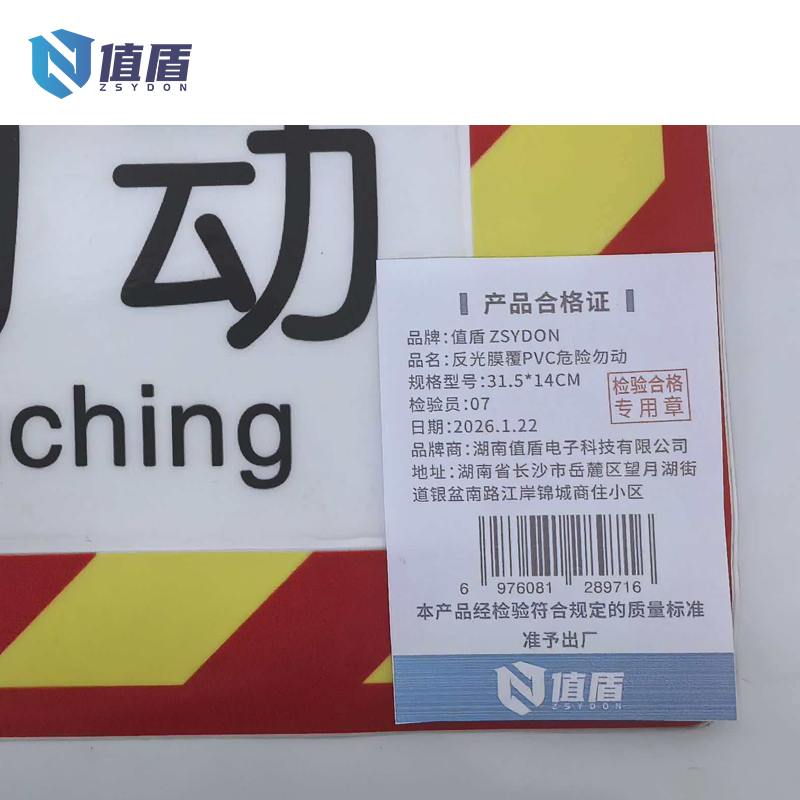 值盾
ZSYDON
动
ching
产品合格证
品牌:值盾 ZSYDON
品名:反光膜覆PVC危险勿动
规格型号:31.5*14CM
检验员:07
检验合格
专用章
日期:2026.1.22
品牌商:湖南值盾电子科技有限公司
地址:湖南省长沙市岳麓区望月湖街
道银盆南路江岸锦城商住小区
6 976081 289716
本产品经检验符合规定的质量标准
准予出厂
值盾
ZSYDON